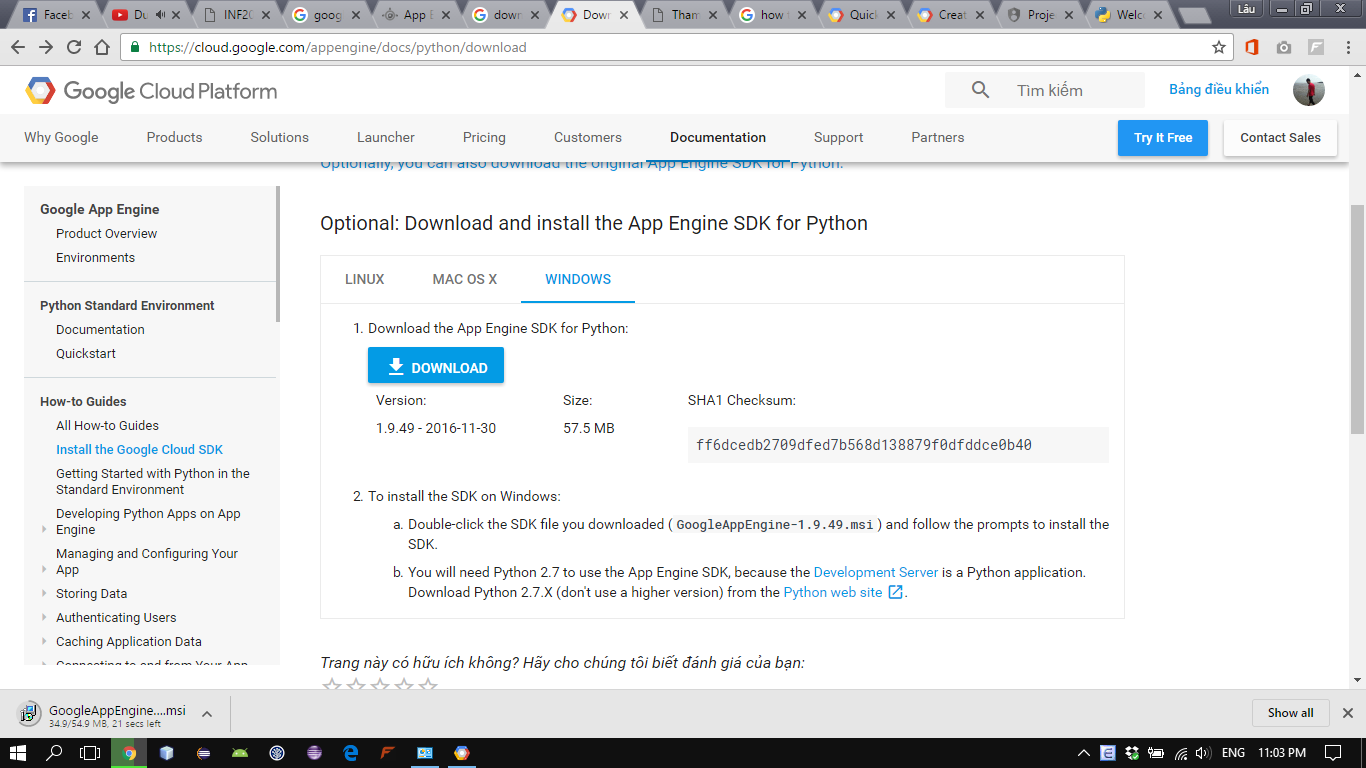 Faceb
Du
INF20
goog
App E
down
Down
Tham
how t
Quick
Creat
Proje
Welco
Lâu
https://cloud.google.com/appengine/docs/python/download
Google Cloud Platform
Tìm kiếm
Bảng điều khiển
Why Google
Products
Solutions
Launcher
Pricing
Customers
Documentation
Support
Partners
Try It Free
Contact Sales
Optionally, you can also download the original App Engine SDK for Python.
Google App Engine
Product Overview
Environments
Python Standard Environment
Documentation
Quickstart
How-to Guides
All How-to Guides
Install the Google Cloud SDK
Getting Started with Python in the
Standard Environment
Developing Python Apps on App
Engine
Managing and Configuring Your
App
Storing Data
Authenticating Users
Caching Application Data
Connecting to and from Your App
Optional: Download and install the App Engine SDK for Python
LINUX
MAC OS X
WINDOWS
1. Download the App Engine SDK for Python:
DOWNLOAD
Version:
Size:
SHA1 Checksum:
1.9.49 - 2016-11-30
57.5 MB
ff6dcedb2709dfed7b568d138879f0dfddce0b40
2. To install the SDK on Windows:
a. Double-click the SDK file you downloaded ( GoogleAppEngine-1.9.49.msi ) and follow the prompts to install the
SDK.
b. You will need Python 2.7 to use the App Engine SDK, because the Development Server is a Python application.
Download Python 2.7.X (don't use a higher version) from the Python web site.
Trang này có hữu ích không? Hãy cho chúng tôi biết đánh giá của bạn:
GoogleAppEngine....msi
34.9/54.9 MB, 21 secs left
Show all
ENG
11:03 PM